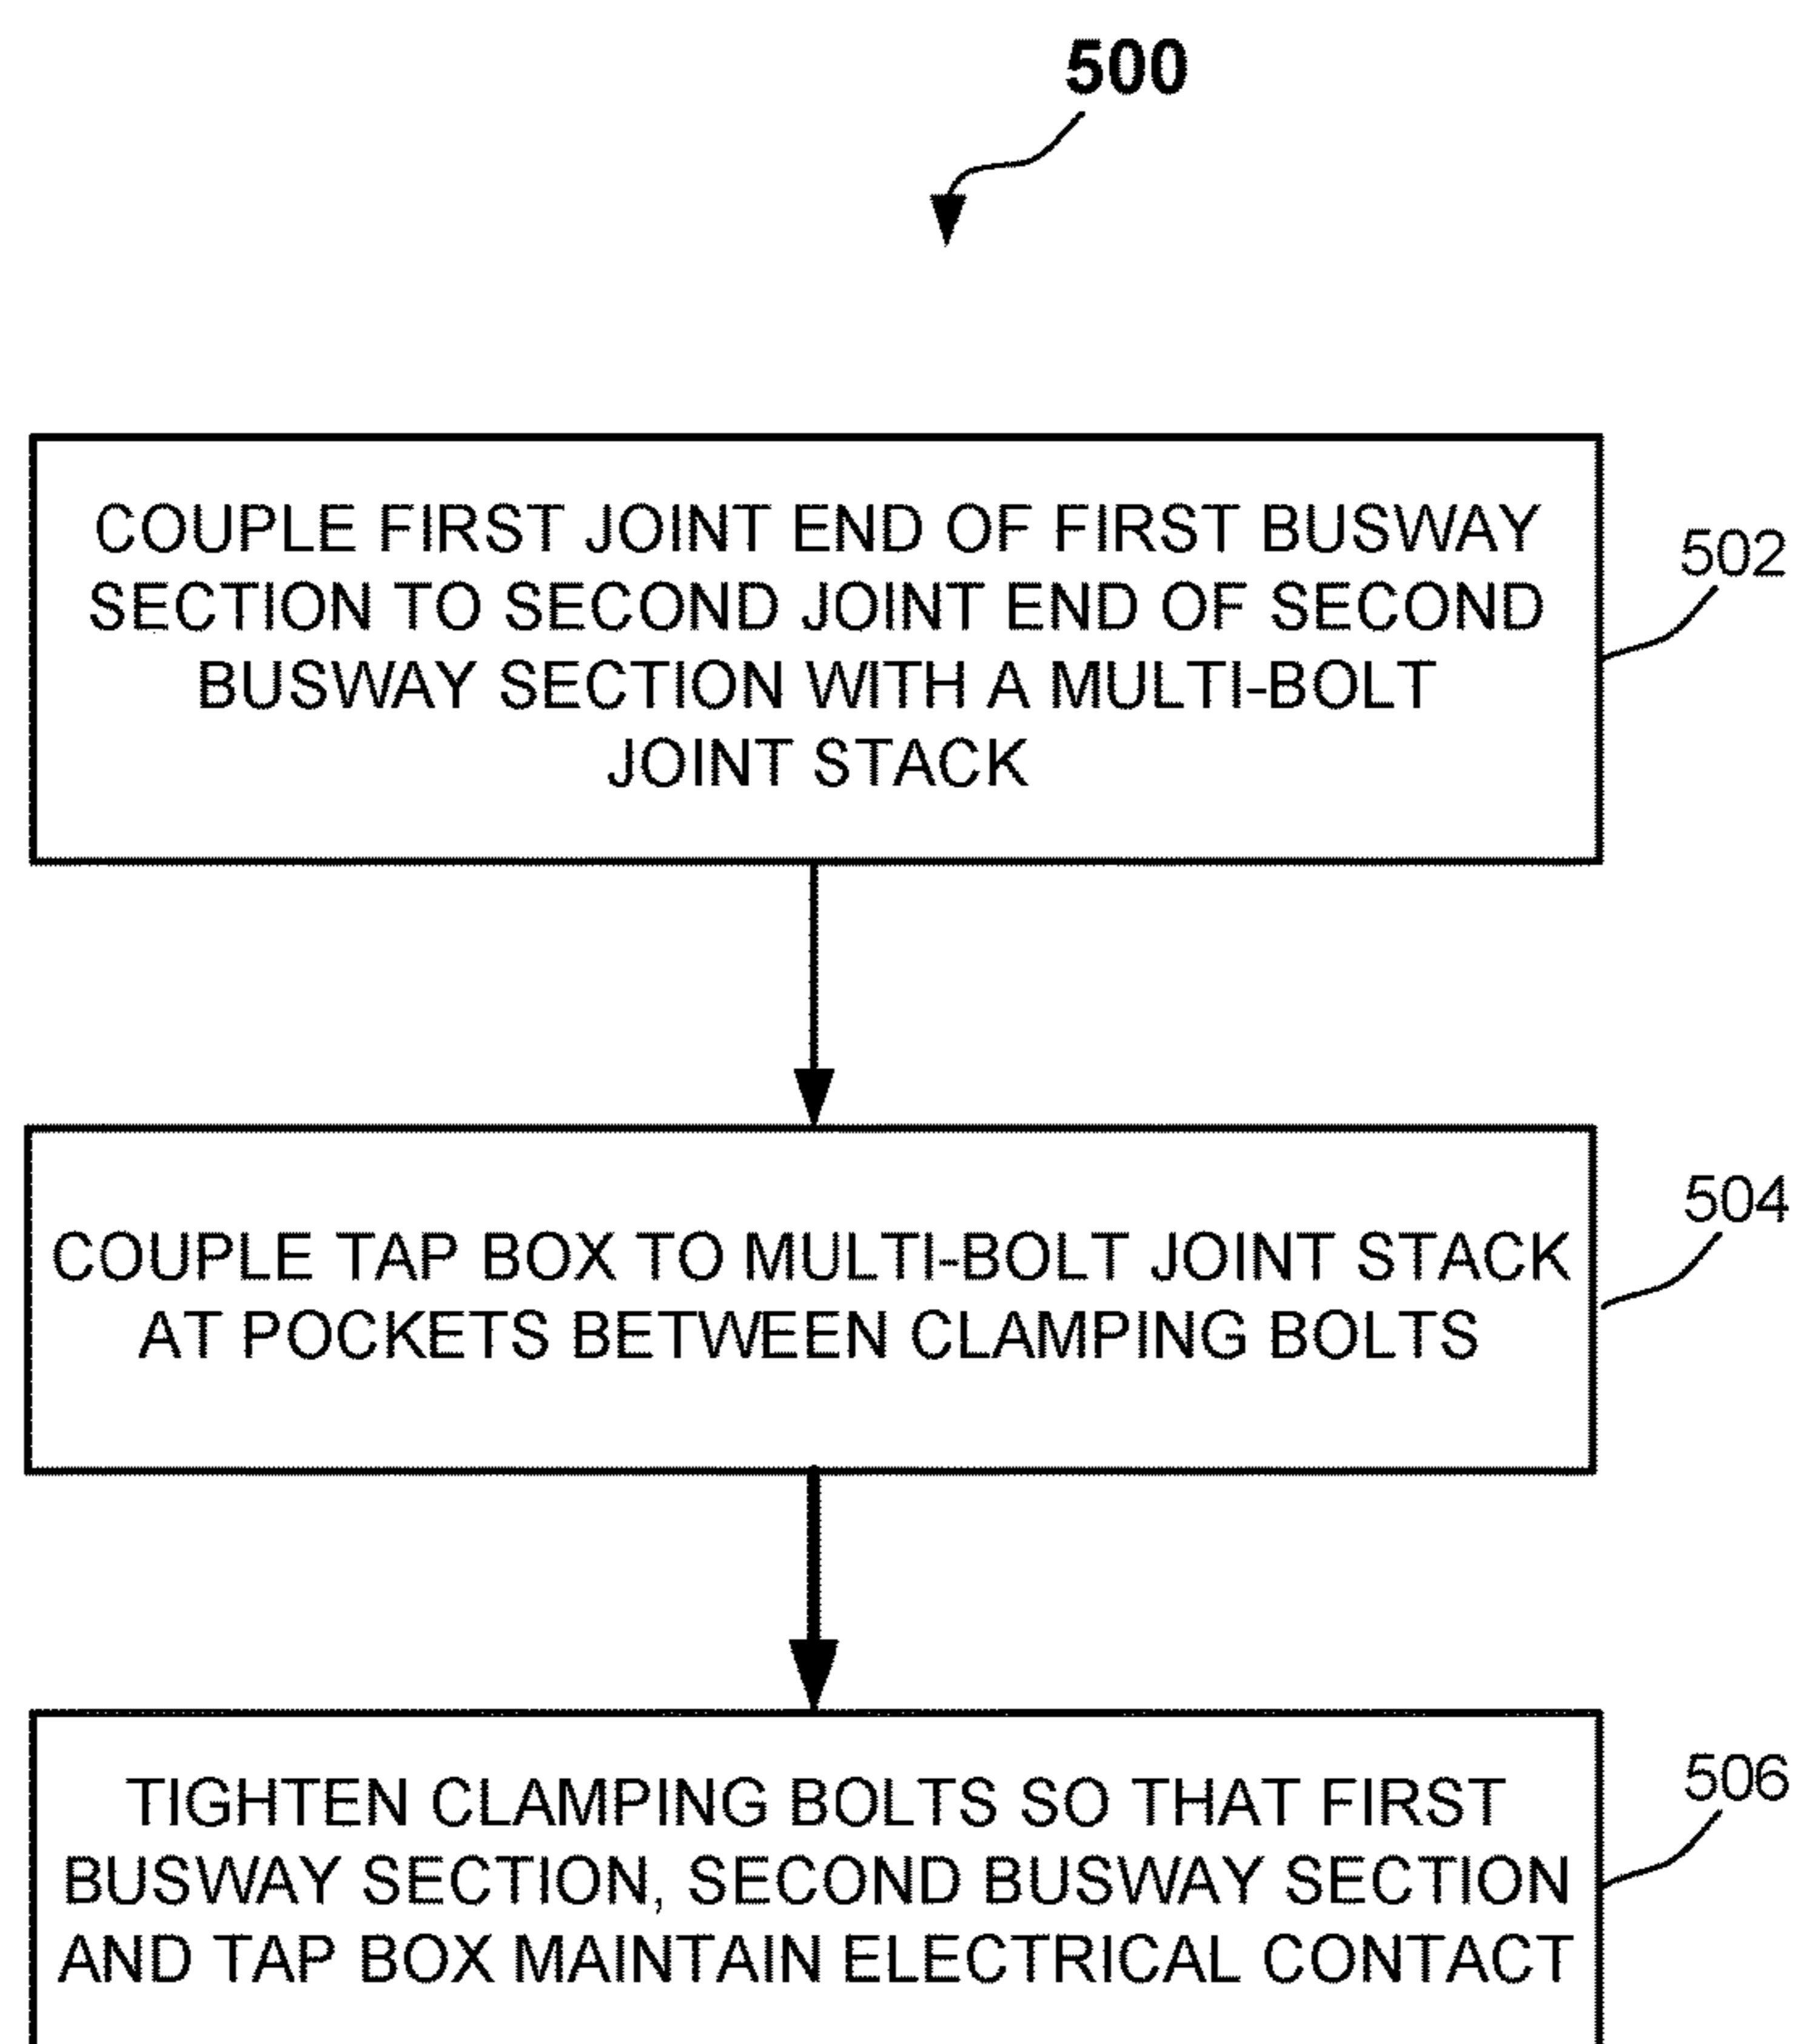 500
COUPLE FIRST JOINT END OF FIRST BUSWAY
SECTION TO SECOND JOINT END OF SECOND
BUSWAY SECTION WITH A MULTI-BOLT
JOINT STACK
502
COUPLE TAP BOX TO MULTI-BOLT JOINT STACK
AT POCKETS BETWEEN CLAMPING BOLTS
504
TIGHTEN CLAMPING BOLTS SO THAT FIRST
BUSWAY SECTION, SECOND BUSWAY SECTION
AND TAP BOX MAINTAIN ELECTRICAL CONTACT
506